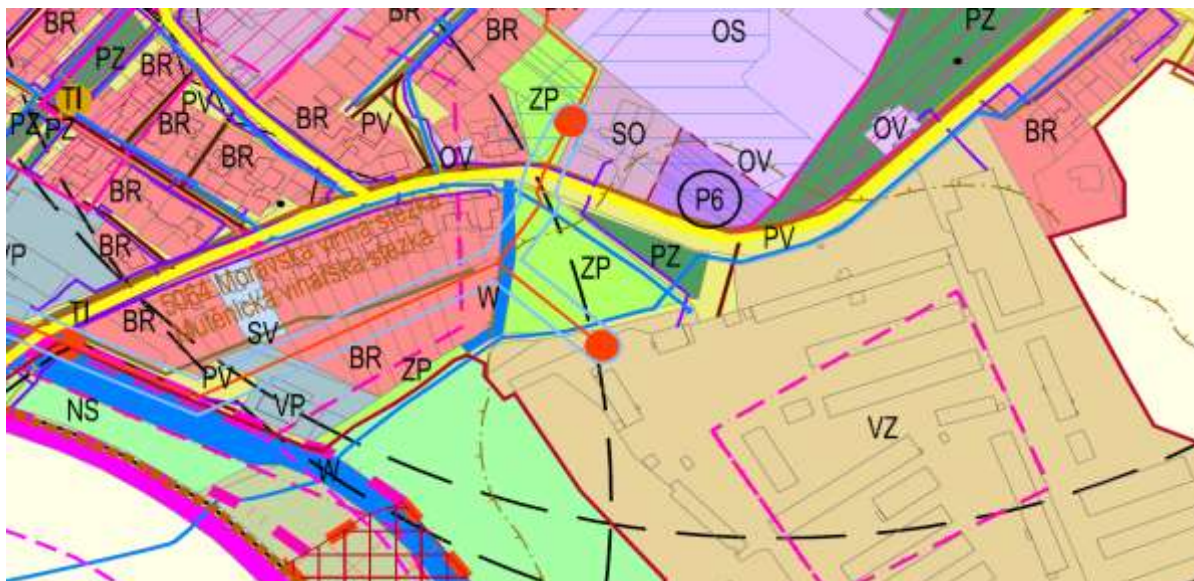 BR
BR
OS
PZ
PZ
BR
TI
PV
ZP
PZ
PZ
BR
BR
PV
SO
OV
BR
BR
OV
OV
BR
P6
BR
PV
VP
5064 Moravská vinná stezka
Mutěnická vinařská stezka
ZP
PZ
TI
BR
SV
W
BR
ZP
PV
VP
NS
VZ
W